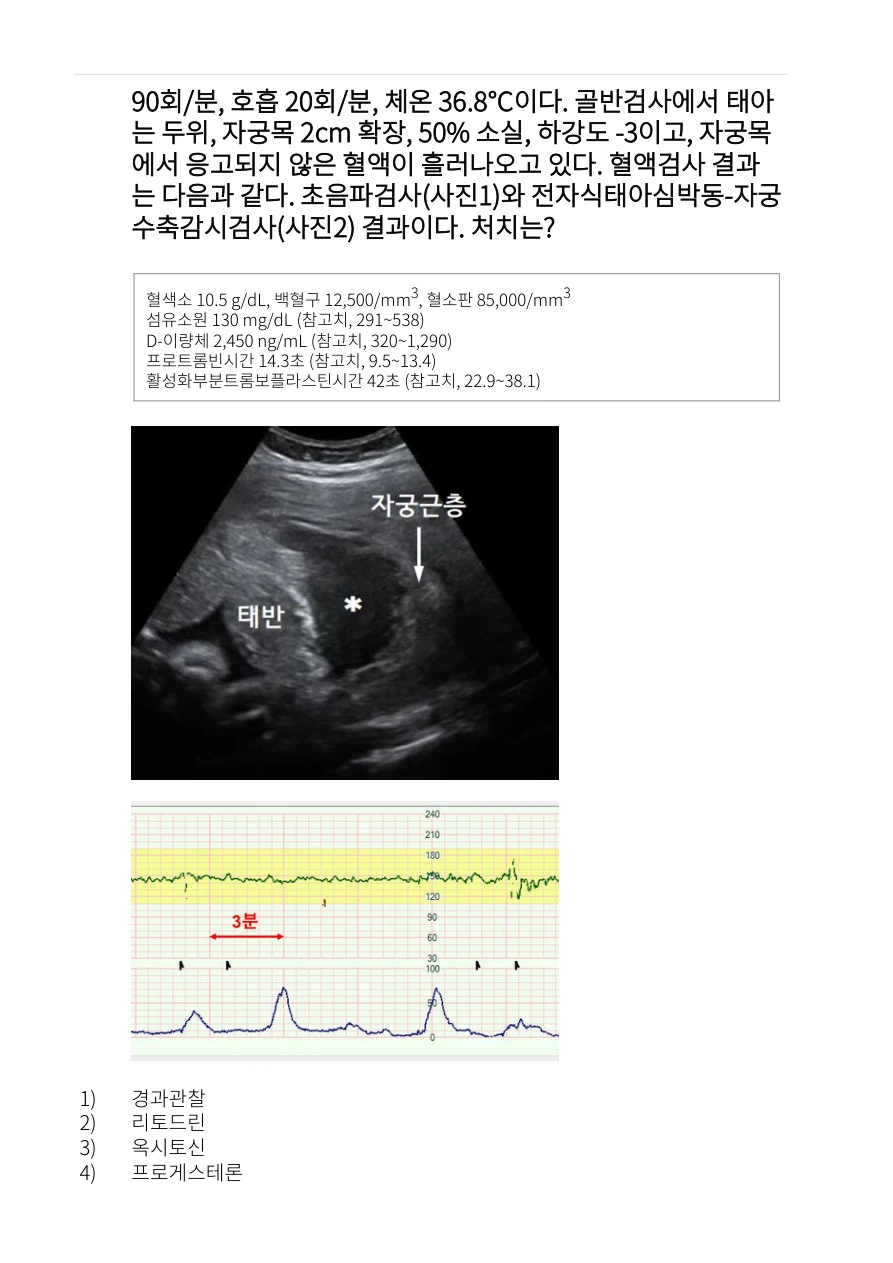 90회/분, 호흡 20회/분, 체온 36.8℃이다. 골반검사에서 태아
는 두위, 자궁목 2cm 확장, 50% 소실, 하강도 -3이고, 자궁목
에서 응고되지 않은 혈액이 흘러나오고 있다. 혈액검사 결과
는 다음과 같다. 초음파검사(사진1)와 전자식태아심박동-자궁
수축감시검사(사진2) 결과이다. 처치는?
혈색소 10.5 g/dL, 백혈구 12,500/mm3, 혈소판 85,000/mm3
섬유소원 130 mg/dL (참고치, 291~538)
D-이량체 2,450 ng/mL (참고치, 320~1,290)
프로트롬빈시간 14.3초 (참고치, 9.5~13.4)
활성화부분트롬보플라스틴시간 42초 (참고치, 22.9~38.1)
자궁근층
태반
*
240
210
180
150
120
90
3분
60
30
100
50
0
1) 경과관찰
2) 리토드린
3) 옥시토신
4) 프로게스테론